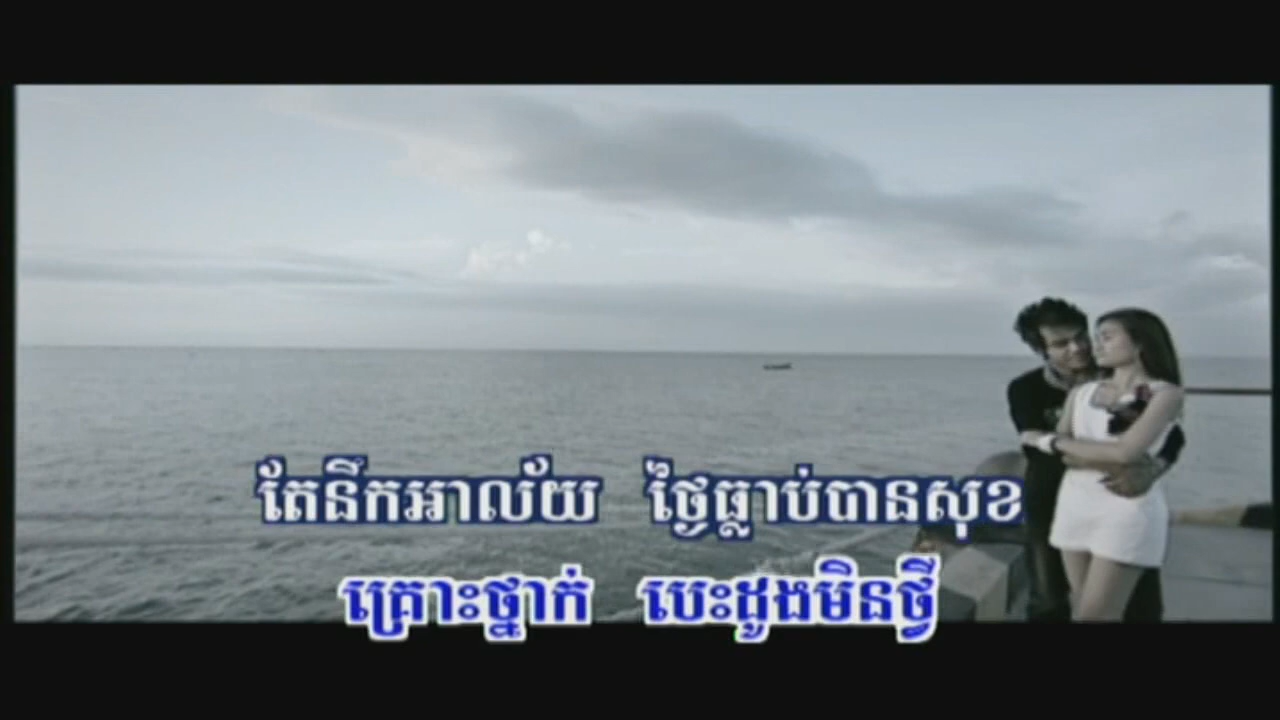 តែនឹកអាល័យ ថ្ងៃធ្លាប់បានសុខ
គ្រោះថ្នាក់ បេះដូងមិនថ្វី